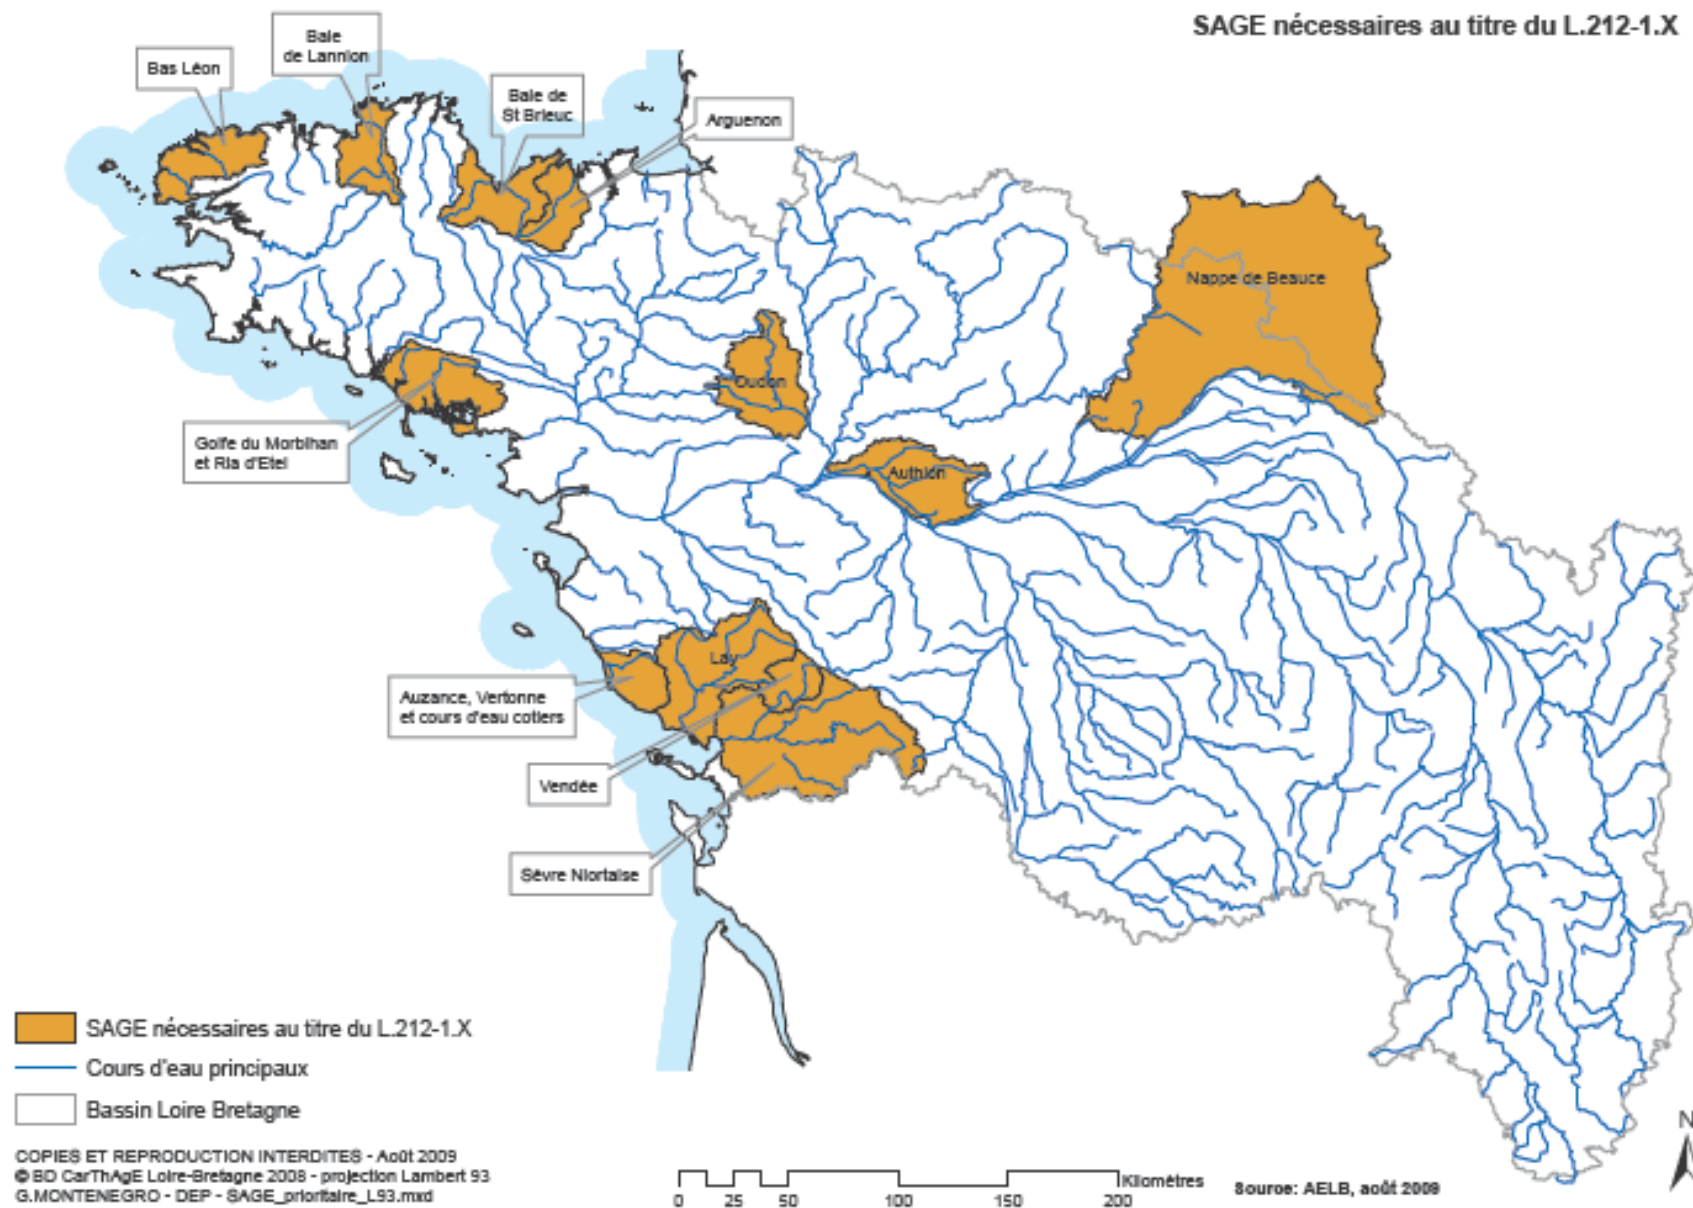 SAGE nécessaires au titre du L.212-1.X
Baie
de Lannion
Bas Léon
Baie de
St Brieuc
Arguenon
Nappe de Beauce
Oudon
Golfe du Morbihan
et Ria d'Etel
Authion
Lay
Auzance, Vertonne
et cours d'eau cotiers
Vendée
Sèvre Niortaise
SAGE nécessaires au titre du L.212-1.X
Cours d'eau principaux
Bassin Loire Bretagne
COPIES ET REPRODUCTION INTERDITES - Août 2009
© BD CarThAgE Loire-Bretagne 2008 - projection Lambert 93
G.MONTENEGRO - DEP - SAGE_prioritaire_L93.mxd
Kilomètres
0 25 50 100 150 200
Source: AELB, août 2009
N